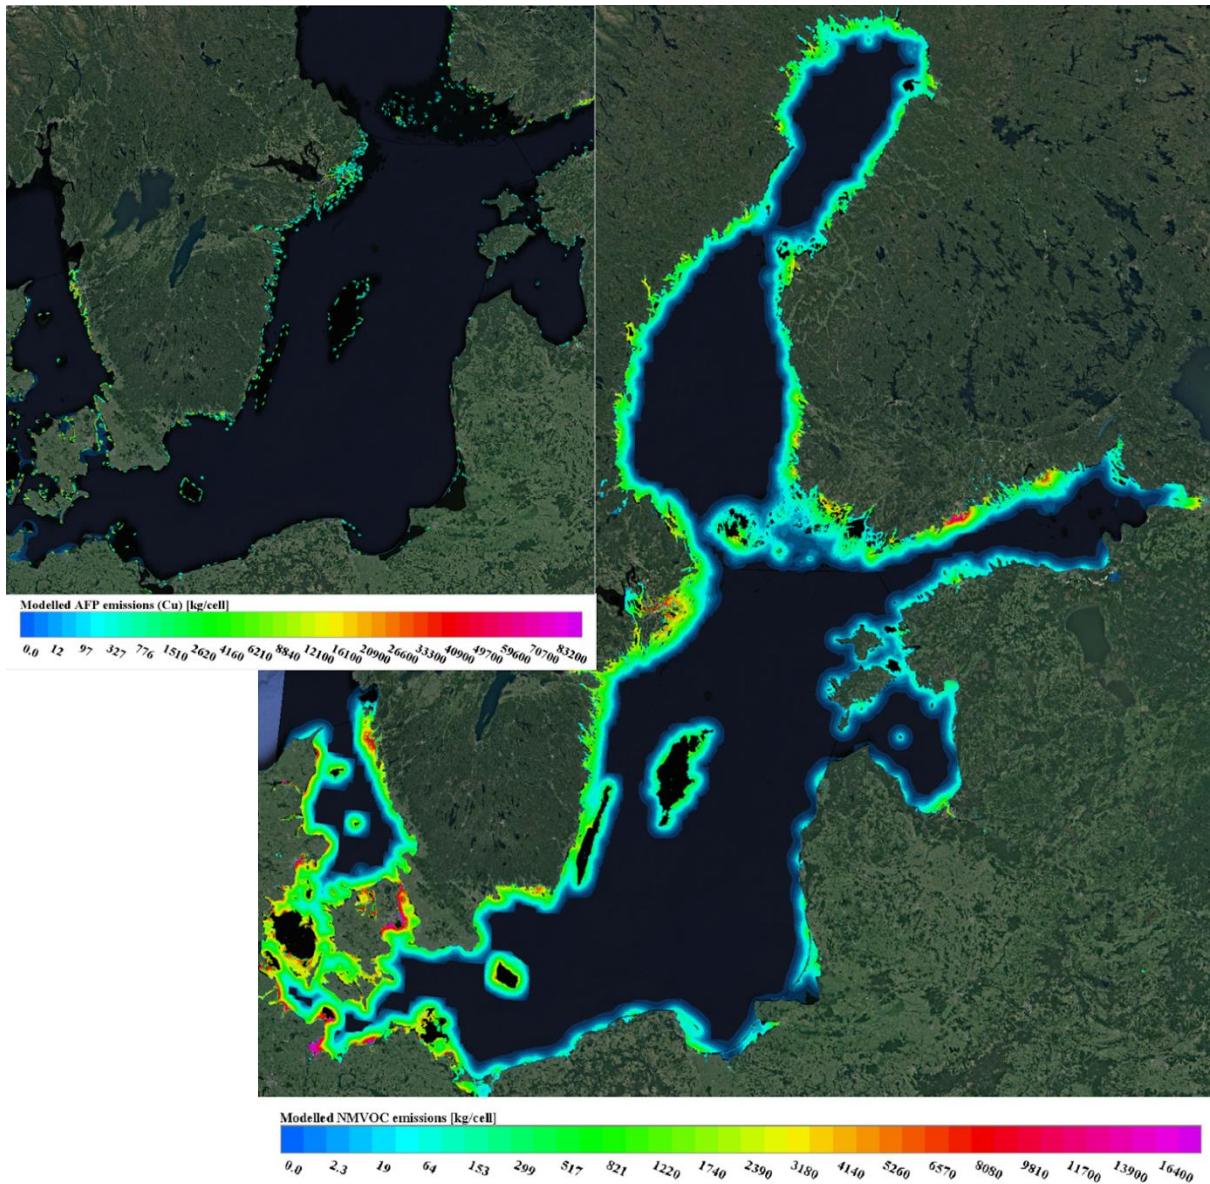 Modelled AFP emissions (Cu) [kg/cell]
0.0 12 97 327 776 1510 2620 4160 6210 8840 12100 16100 20900 26600 33300 40900 49700 59600 70700 83200
Modelled NMVOC emissions [kg/cell]
0.0 2.3 19 64 153 299 517 821 1220 1740 2390 3180 4140 5260 6570 8080 9810 11700 13900 16400